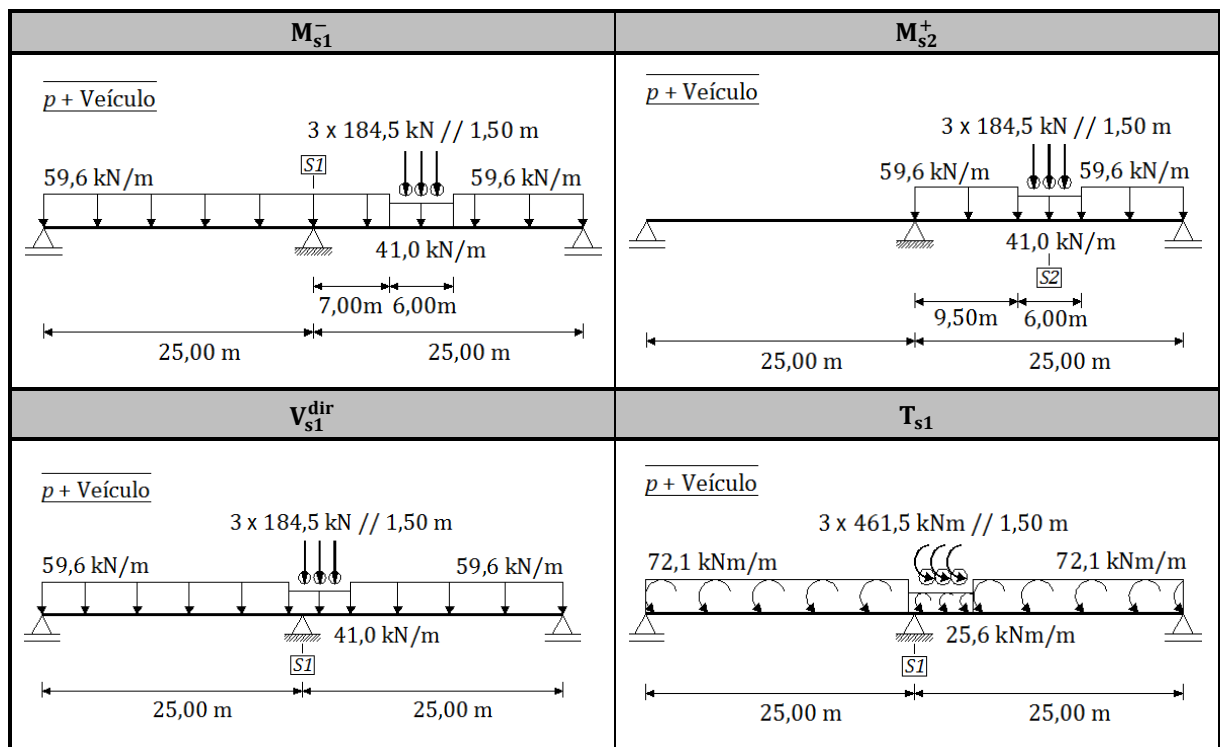 M⁻s1
p + Veículo
3 x 184,5 kN // 1,50 m
S1
59,6 kN/m
59,6 kN/m
41,0 kN/m
7,00m
6,00m
25,00 m
25,00 m
M⁺s2
p + Veículo
3 x 184,5 kN // 1,50 m
59,6 kN/m
59,6 kN/m
41,0 kN/m
S2
9,50m
6,00m
25,00 m
25,00 m
V^dir s1
p + Veículo
3 x 184,5 kN // 1,50 m
59,6 kN/m
59,6 kN/m
41,0 kN/m
S1
25,00 m
25,00 m
Ts1
p + Veículo
3 x 461,5 kNm // 1,50 m
72,1 kNm/m
72,1 kNm/m
25,6 kNm/m
S1
25,00 m
25,00 m